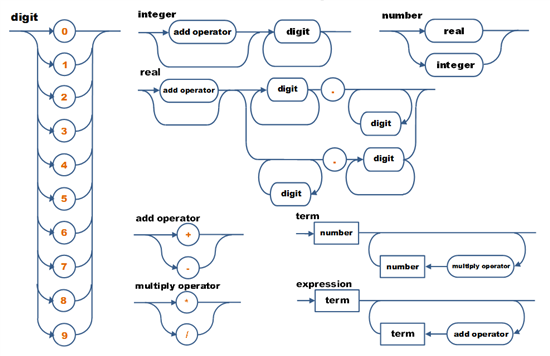 digit
0
1
2
3
4
5
6
7
8
9
integer
add operator
digit
number
real
integer
real
add operator
digit
.
digit
digit
.
digit
add operator
+
-
multiply operator
*
/
term
number
number
multiply operator
expression
term
term
add operator